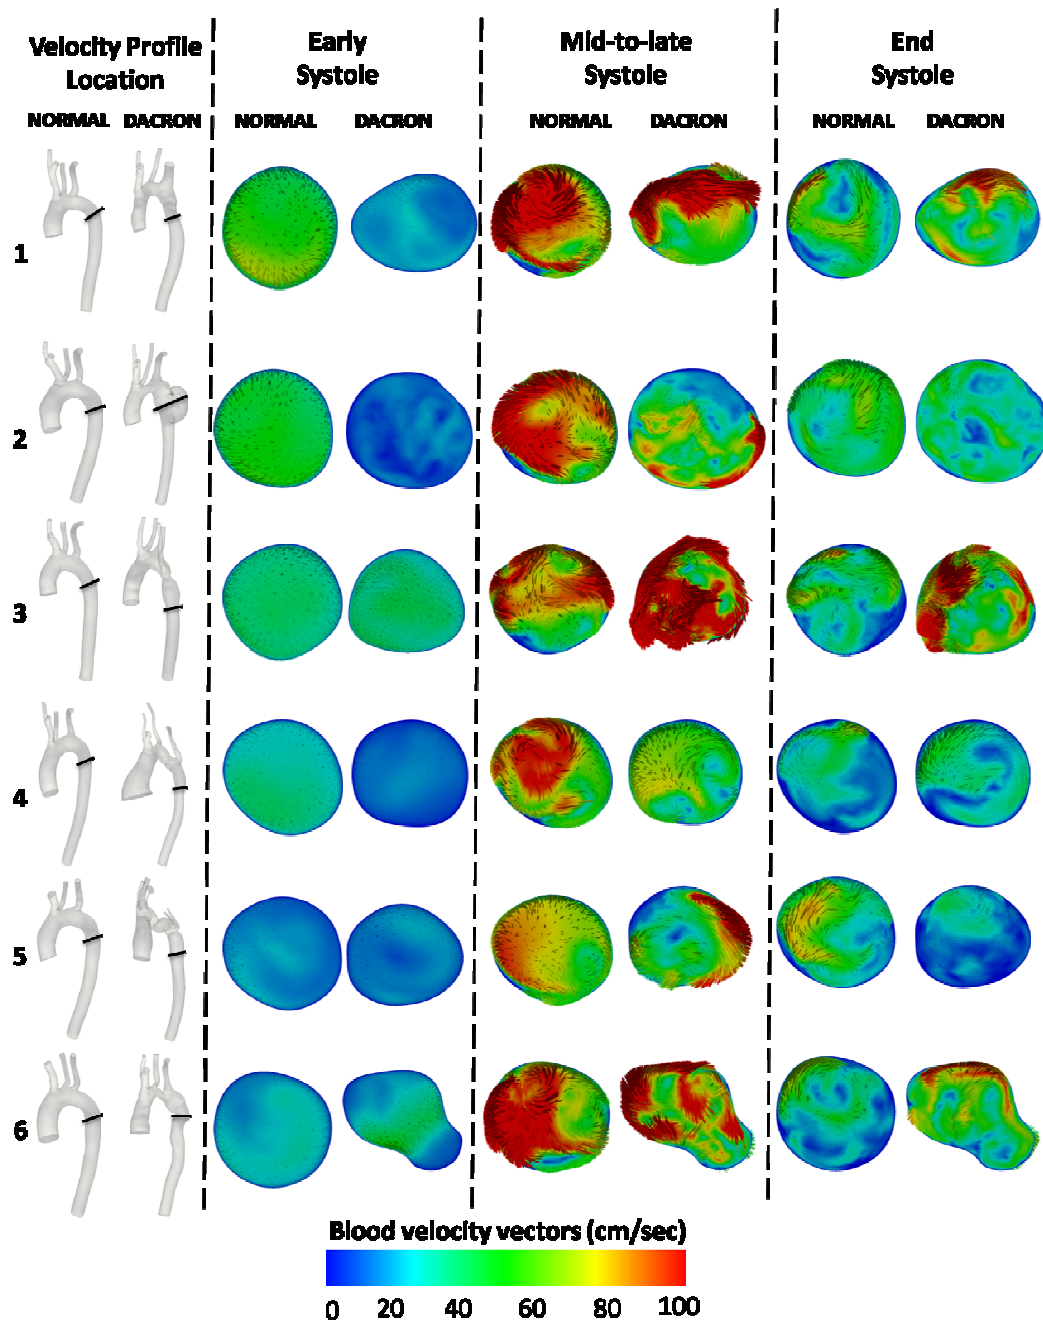 Velocity Profile
Location
Early
Systole
Mid-to-late
Systole
End
Systole
NORMAL DACRON NORMAL DACRON NORMAL DACRON NORMAL DACRON
1
2
3
4
5
6
Blood velocity vectors (cm/sec)
0 20 40 60 80 100